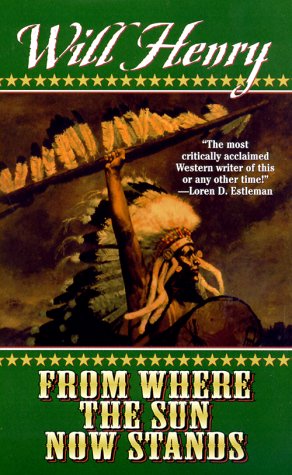 Will Henry
"The most
critically acclaimed
Western writer of this
or any other time!"
—Loren D. Estleman
FROM WHERE
THE SUN
NOW STANDS